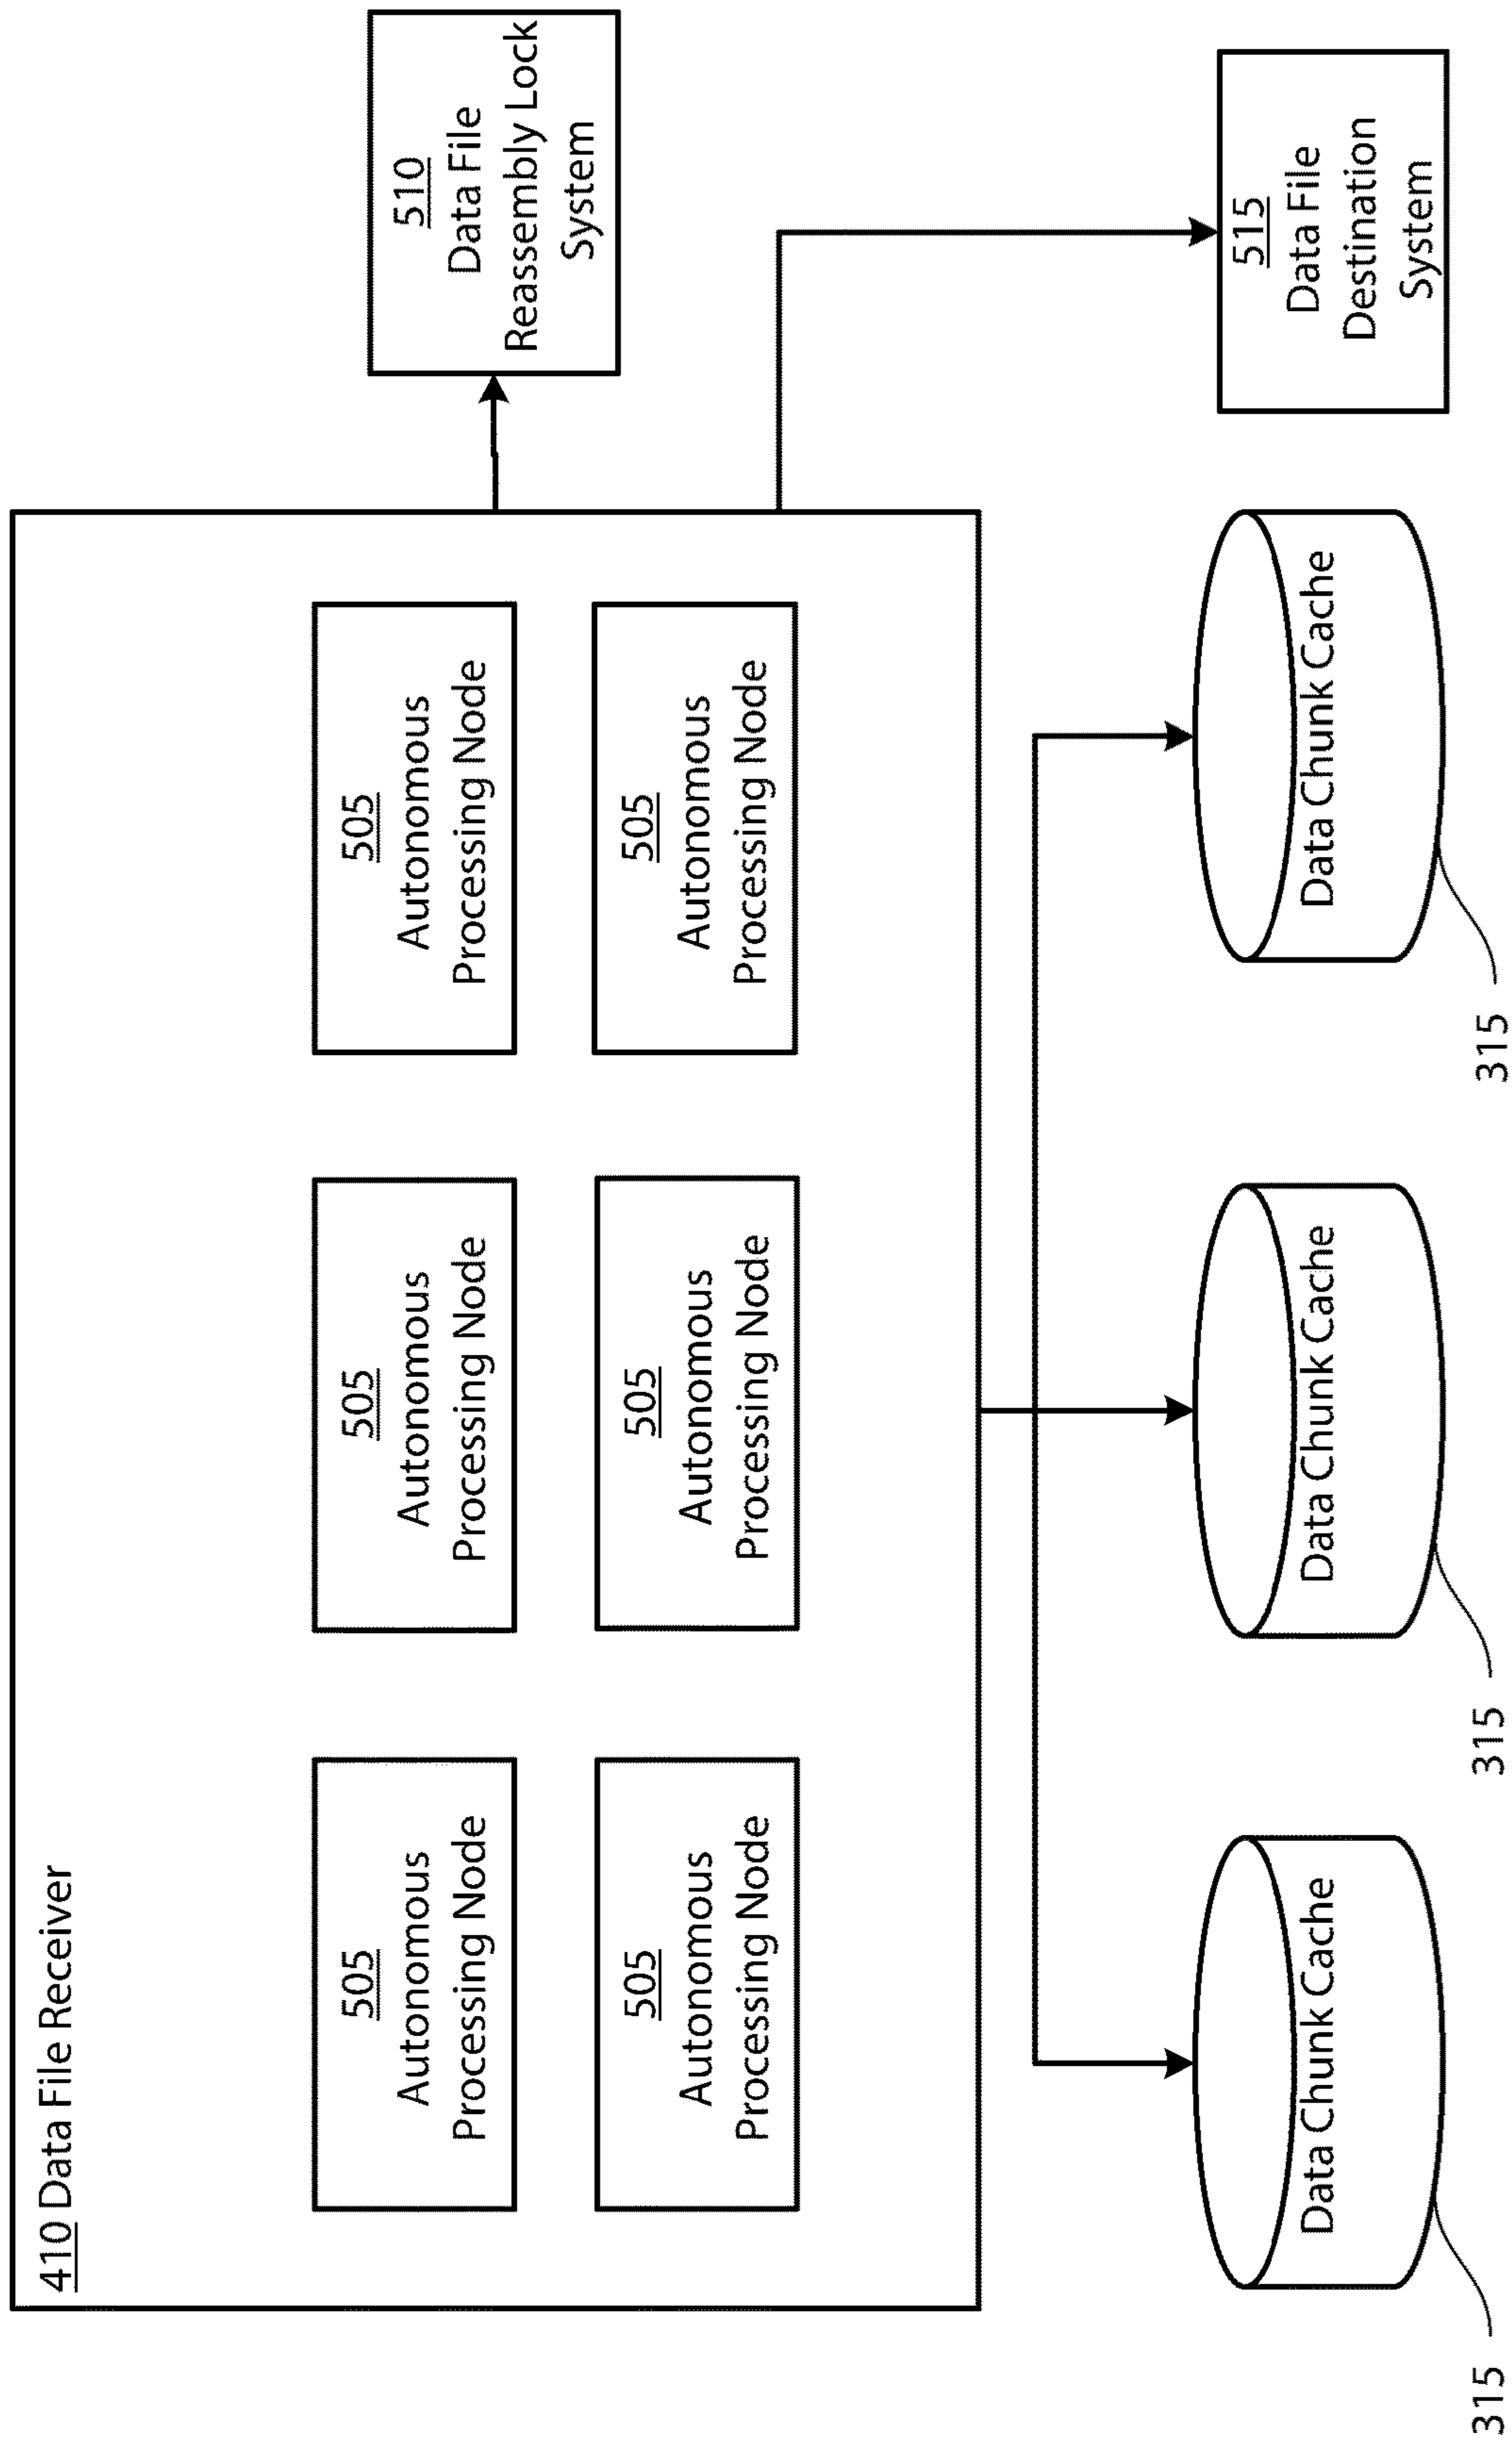 410 Data File Receiver
505
Autonomous
Processing Node
505
Autonomous
Processing Node
505
Autonomous
Processing Node
505
Autonomous
Processing Node
505
Autonomous
Processing Node
505
Autonomous
Processing Node
510
Data File
Reassembly Lock
System
Data Chunk Cache
315
Data Chunk Cache
315
Data Chunk Cache
315
515
Data File
Destination
System